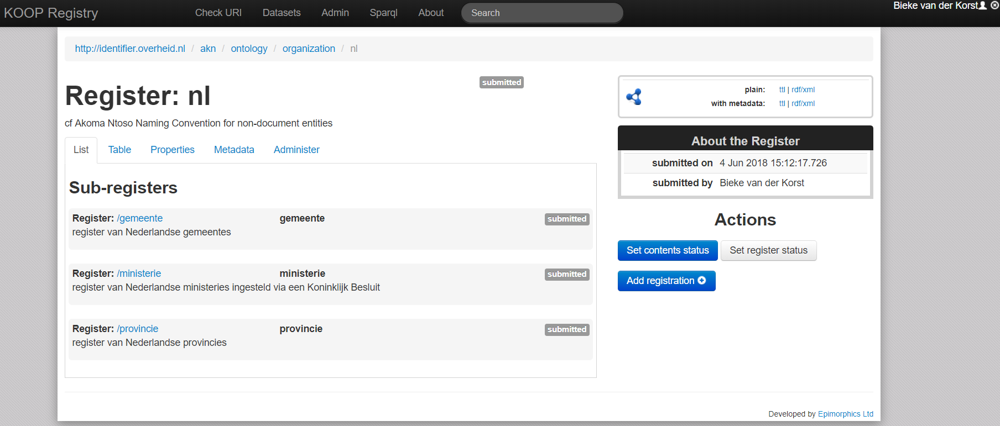 KOOP Registry Check URI Datasets Admin Sparql About Search Bieke van der Korst
http://identifier.overheid.nl / akn / ontology / organization / nl
Register: nl
submitted
cf Akoma Ntoso Naming Convention for non-document entities
List Table Properties Metadata Administer
Sub-registers
Register: /gemeente gemeente submitted
register van Nederlandse gemeentes
Register: /ministerie ministerie submitted
register van Nederlandse ministeries ingesteld via een Koninklijk Besluit
Register: /provincie provincie submitted
register van Nederlandse provincies
plain: ttl | rdf/xml
with metadata: ttl | rdf/xml
About the Register
submitted on 4 Jun 2018 15:12:17.726
submitted by Bieke van der Korst
Actions
Set contents status Set register status
Add registration
Developed by Epimorphics Ltd